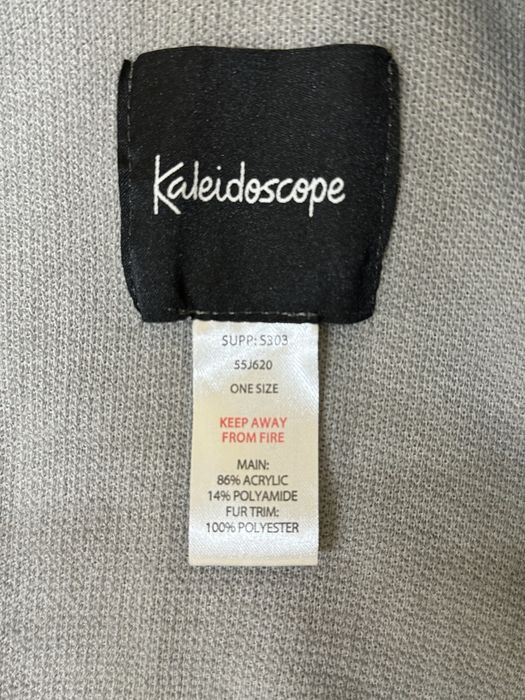 Kaleidoscope
SUPP: S303
55J620
ONE SIZE
KEEP AWAY
FROM FIRE
MAIN:
86% ACRYLIC
14% POLYAMIDE
FUR TRIM:
100% POLYESTER